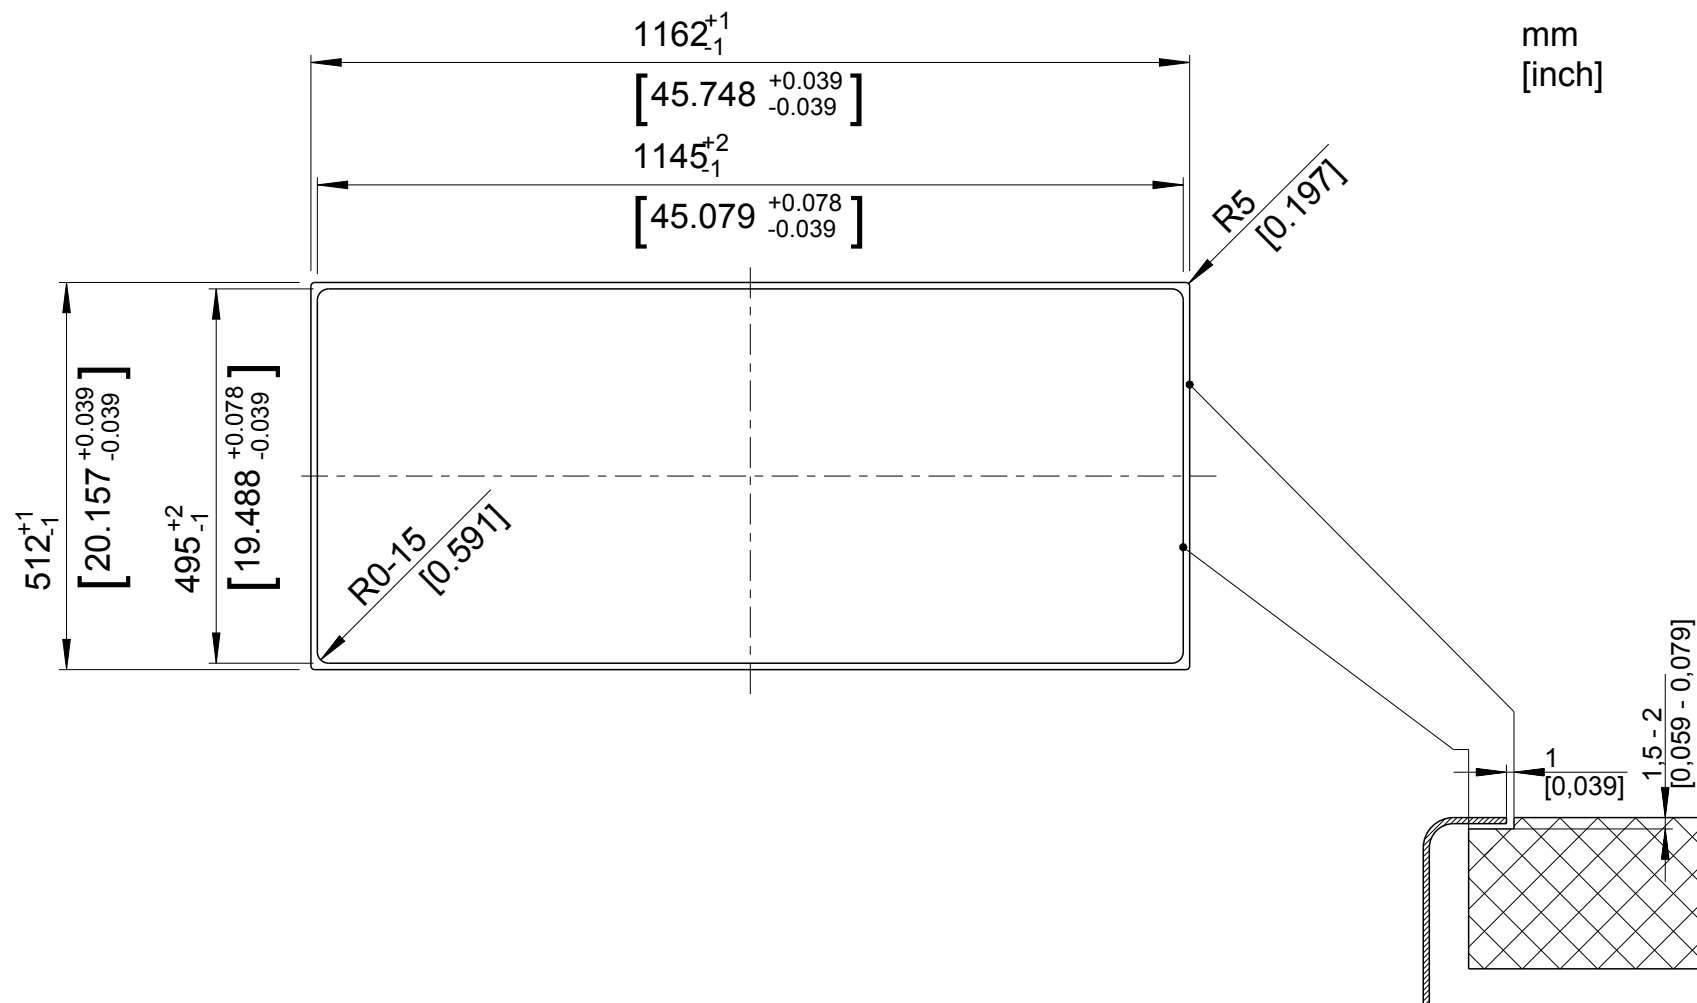 1162 +1 -1
[45.748 +0.039 -0.039]
1145 +2 -1
[45.079 +0.078 -0.039]
mm
[inch]
R5
[0.197]
512 +1 -1
[20.157 +0.039 -0.039]
495 +2 -1
[19.488 +0.078 -0.039]
R0-15
[0.591]
1
[0,039]
1,5 - 2
[0,059 - 0,079]